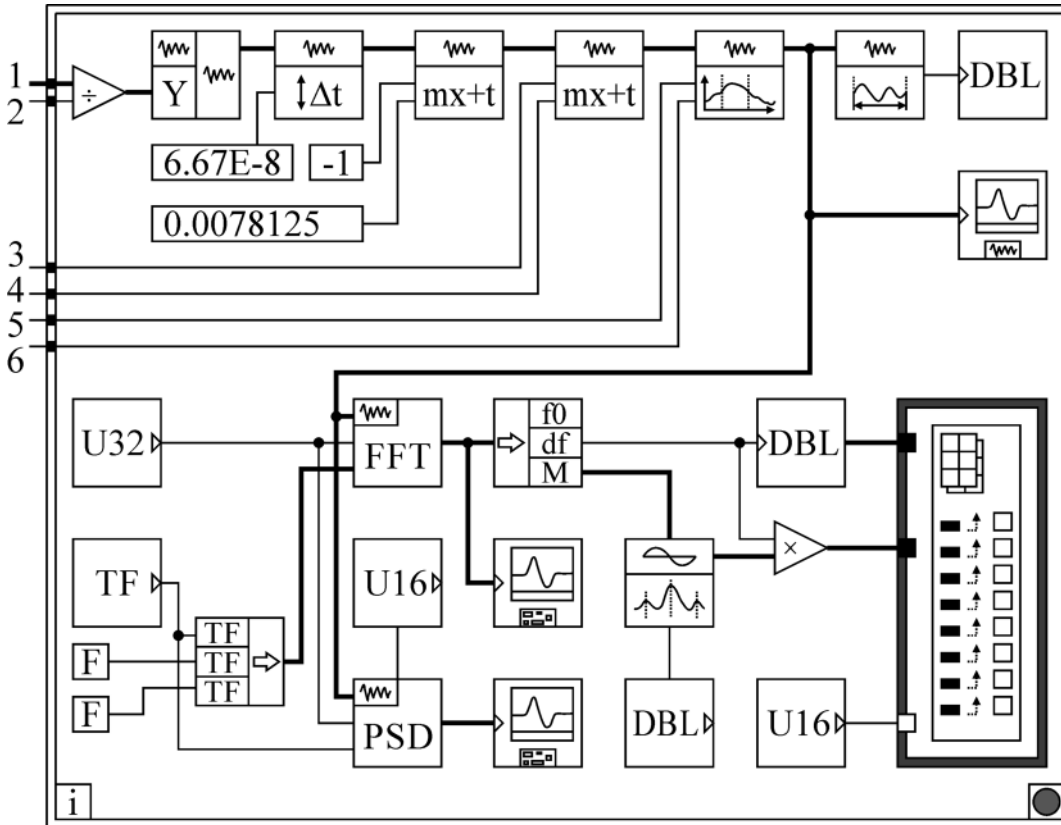 1
÷
Y
Δt
mx+t
mx+t
DBL
2
6.67E-8
-1
0.0078125
3
4
5
6
U32
FFT
f0
df
M
DBL
TF
U16
×
TF
TF
TF
F
F
PSD
DBL
U16
i